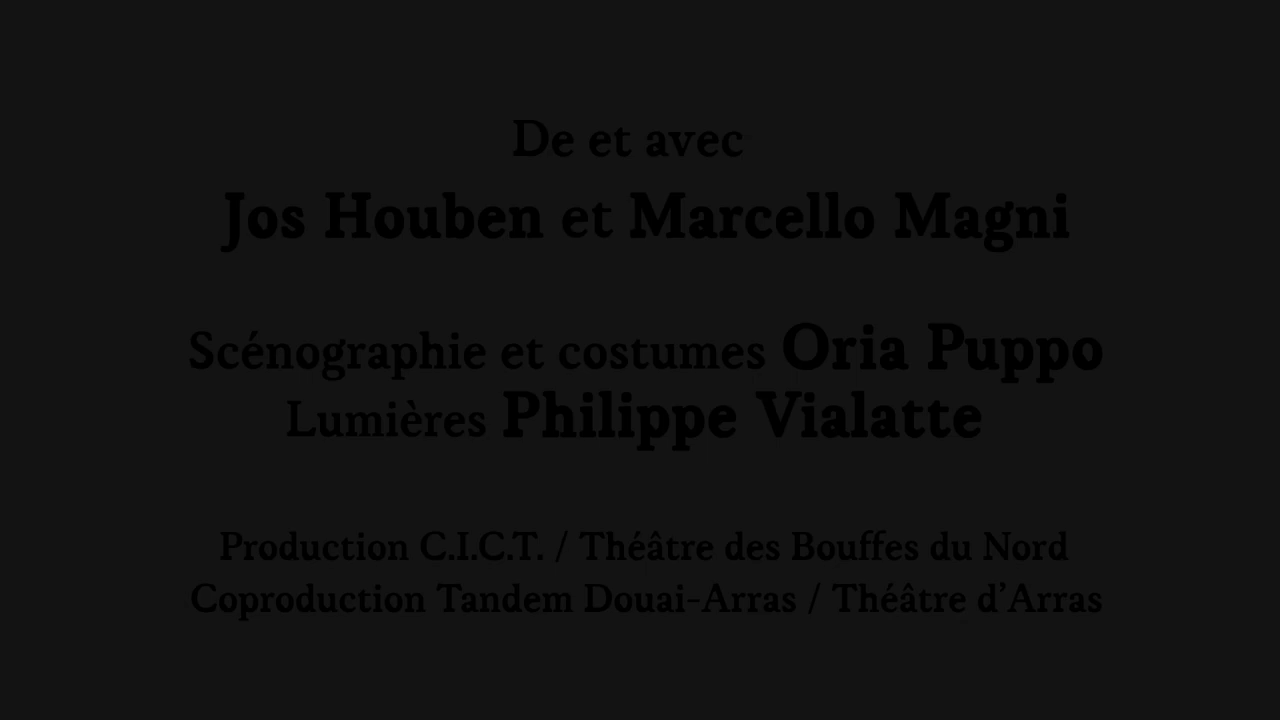 De et avec
Jos Houben et Marcello Magni
Scénographie et costumes Oria Puppo
Lumières Philippe Vialatte
Production C.I.C.T. / Théâtre des Bouffes du Nord
Coproduction Tandem Douai-Arras / Théâtre d’Arras